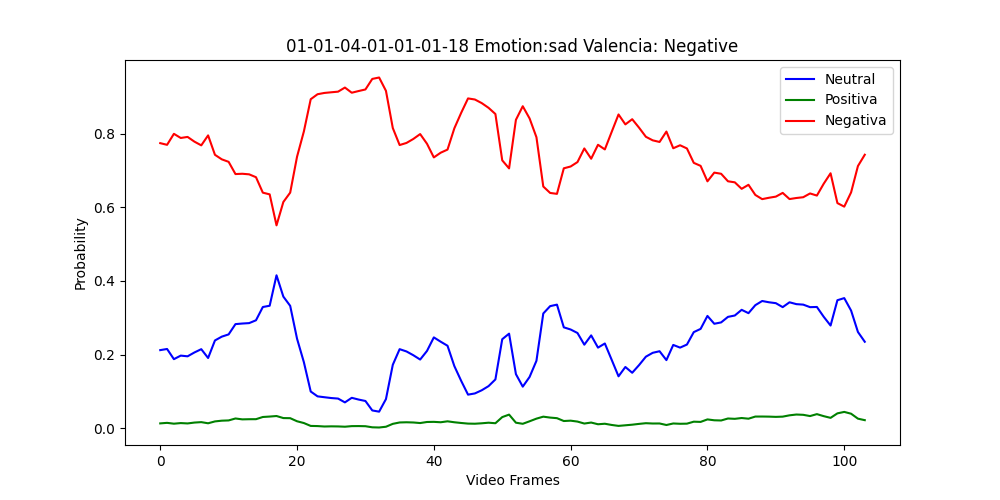 01-01-04-01-01-01-18 Emotion:sad Valencia: Negative
Neutral
Positiva
Negativa
Probability
0.8
0.6
0.4
0.2
0.0
0 20 40 60 80 100
Video Frames